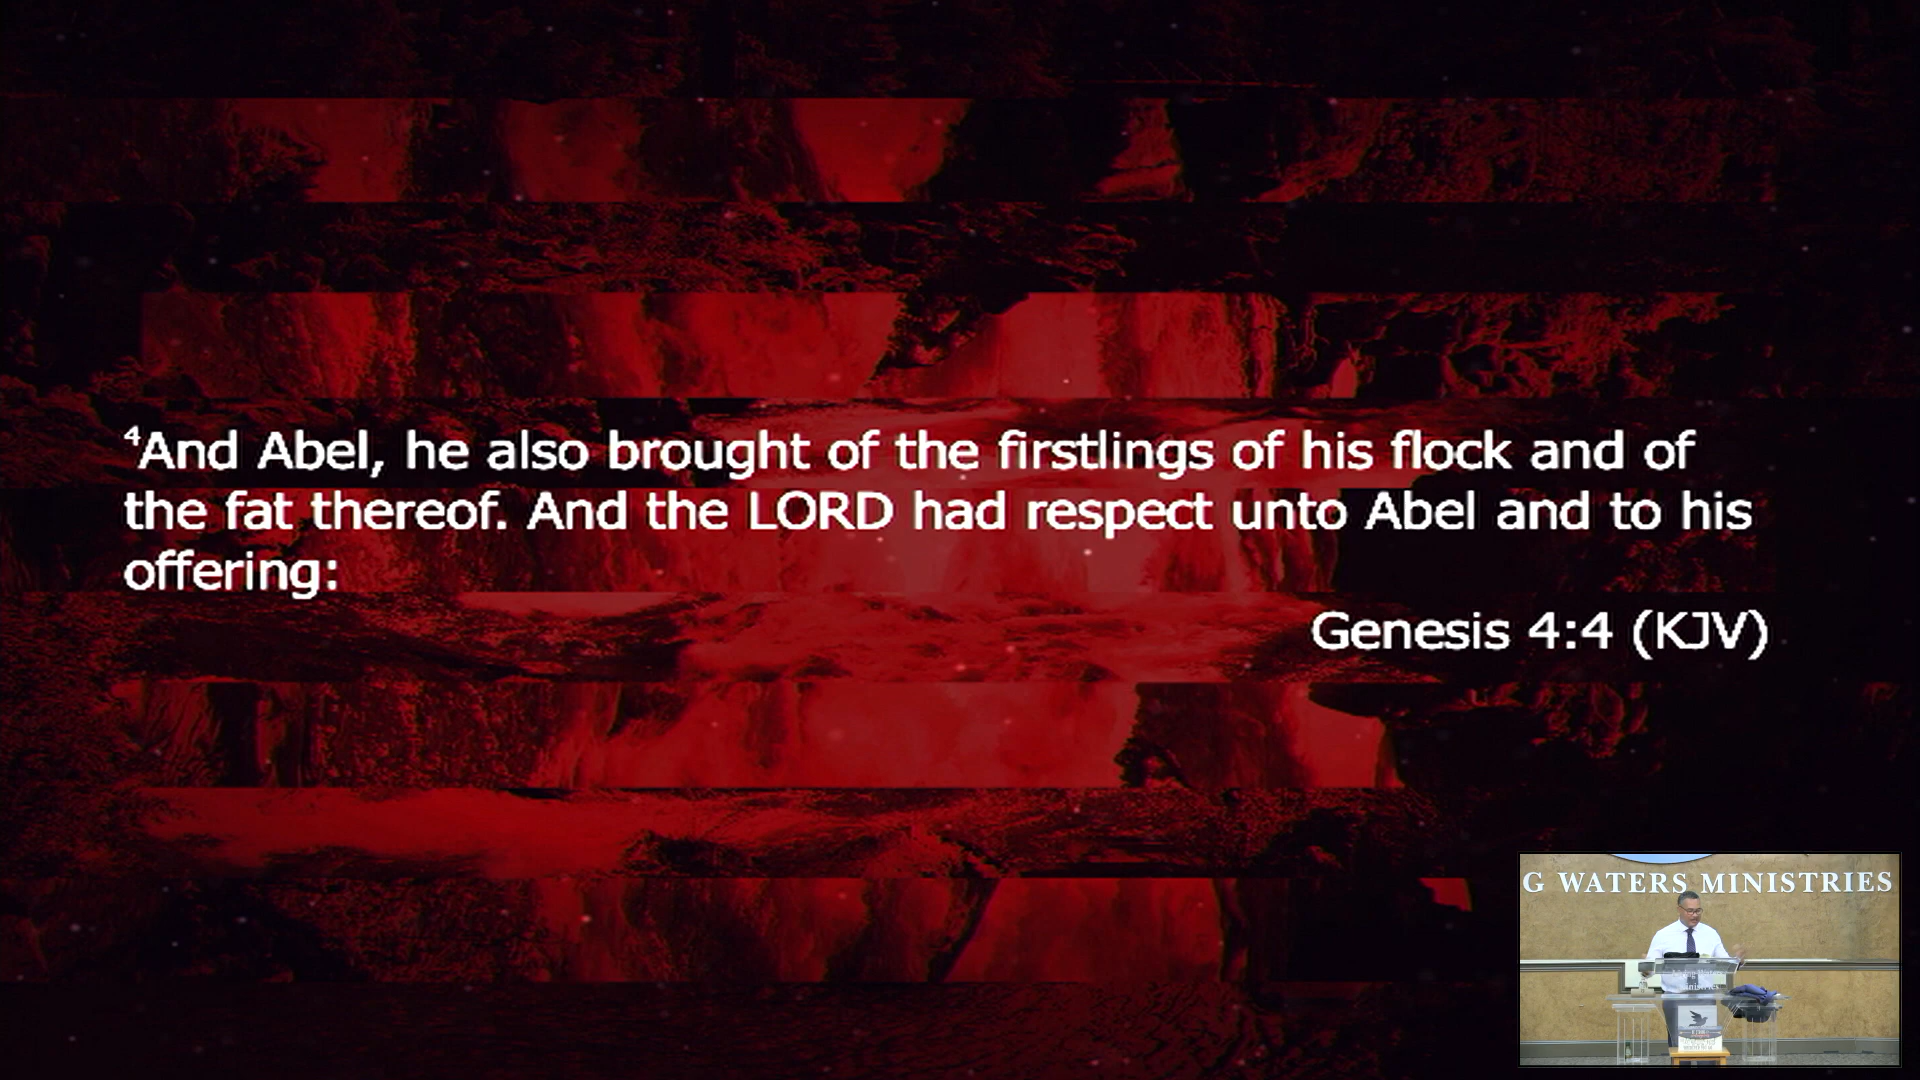 ⁴And Abel, he also brought of the firstlings of his flock and of
the fat thereof. And the LORD had respect unto Abel and to his
offering:
Genesis 4:4 (KJV)
G WATERS MINISTRIES